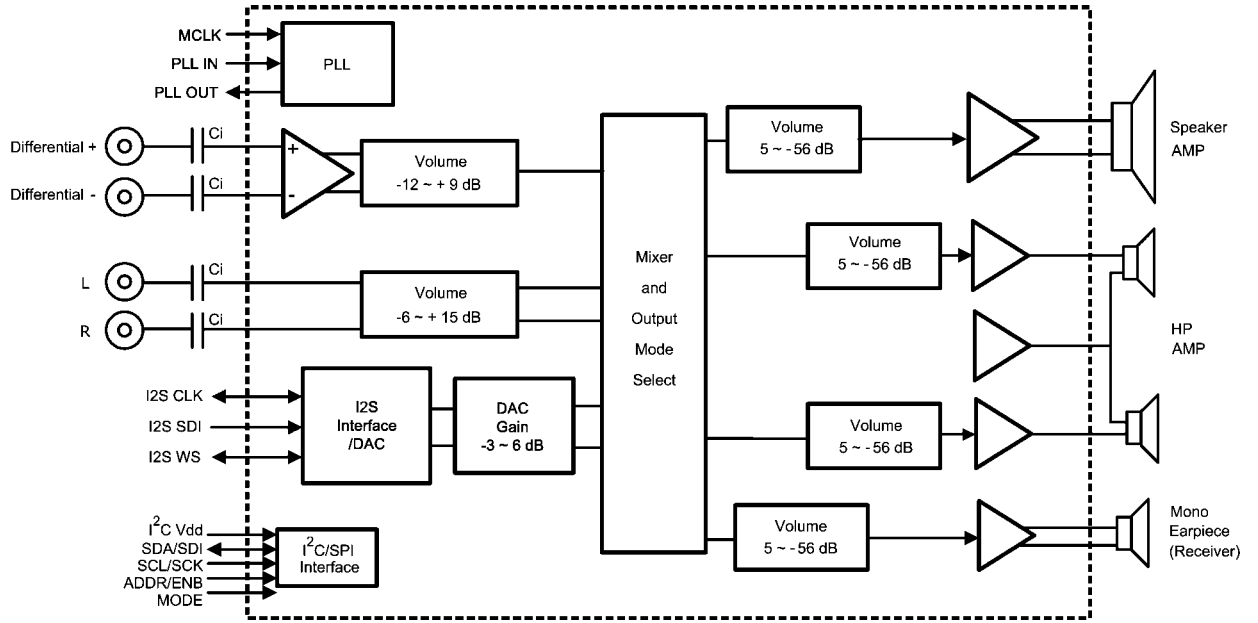 MCLK
PLL IN
PLL OUT
PLL
Differential +
Differential -
Ci
Ci
+
-
Volume
-12 ~ + 9 dB
L
R
Ci
Ci
Volume
-6 ~ + 15 dB
I2S CLK
I2S SDI
I2S WS
I2S
Interface
/DAC
DAC
Gain
-3 ~ 6 dB
I²C Vdd
SDA/SDI
SCL/SCK
ADDR/ENB
MODE
I²C/SPI
Interface
Mixer
and
Output
Mode
Select
Volume
5 ~ -56 dB
Speaker
AMP
Volume
5 ~ -56 dB
HP
AMP
Volume
5 ~ -56 dB
Volume
5 ~ -56 dB
Mono
Earpiece
(Receiver)